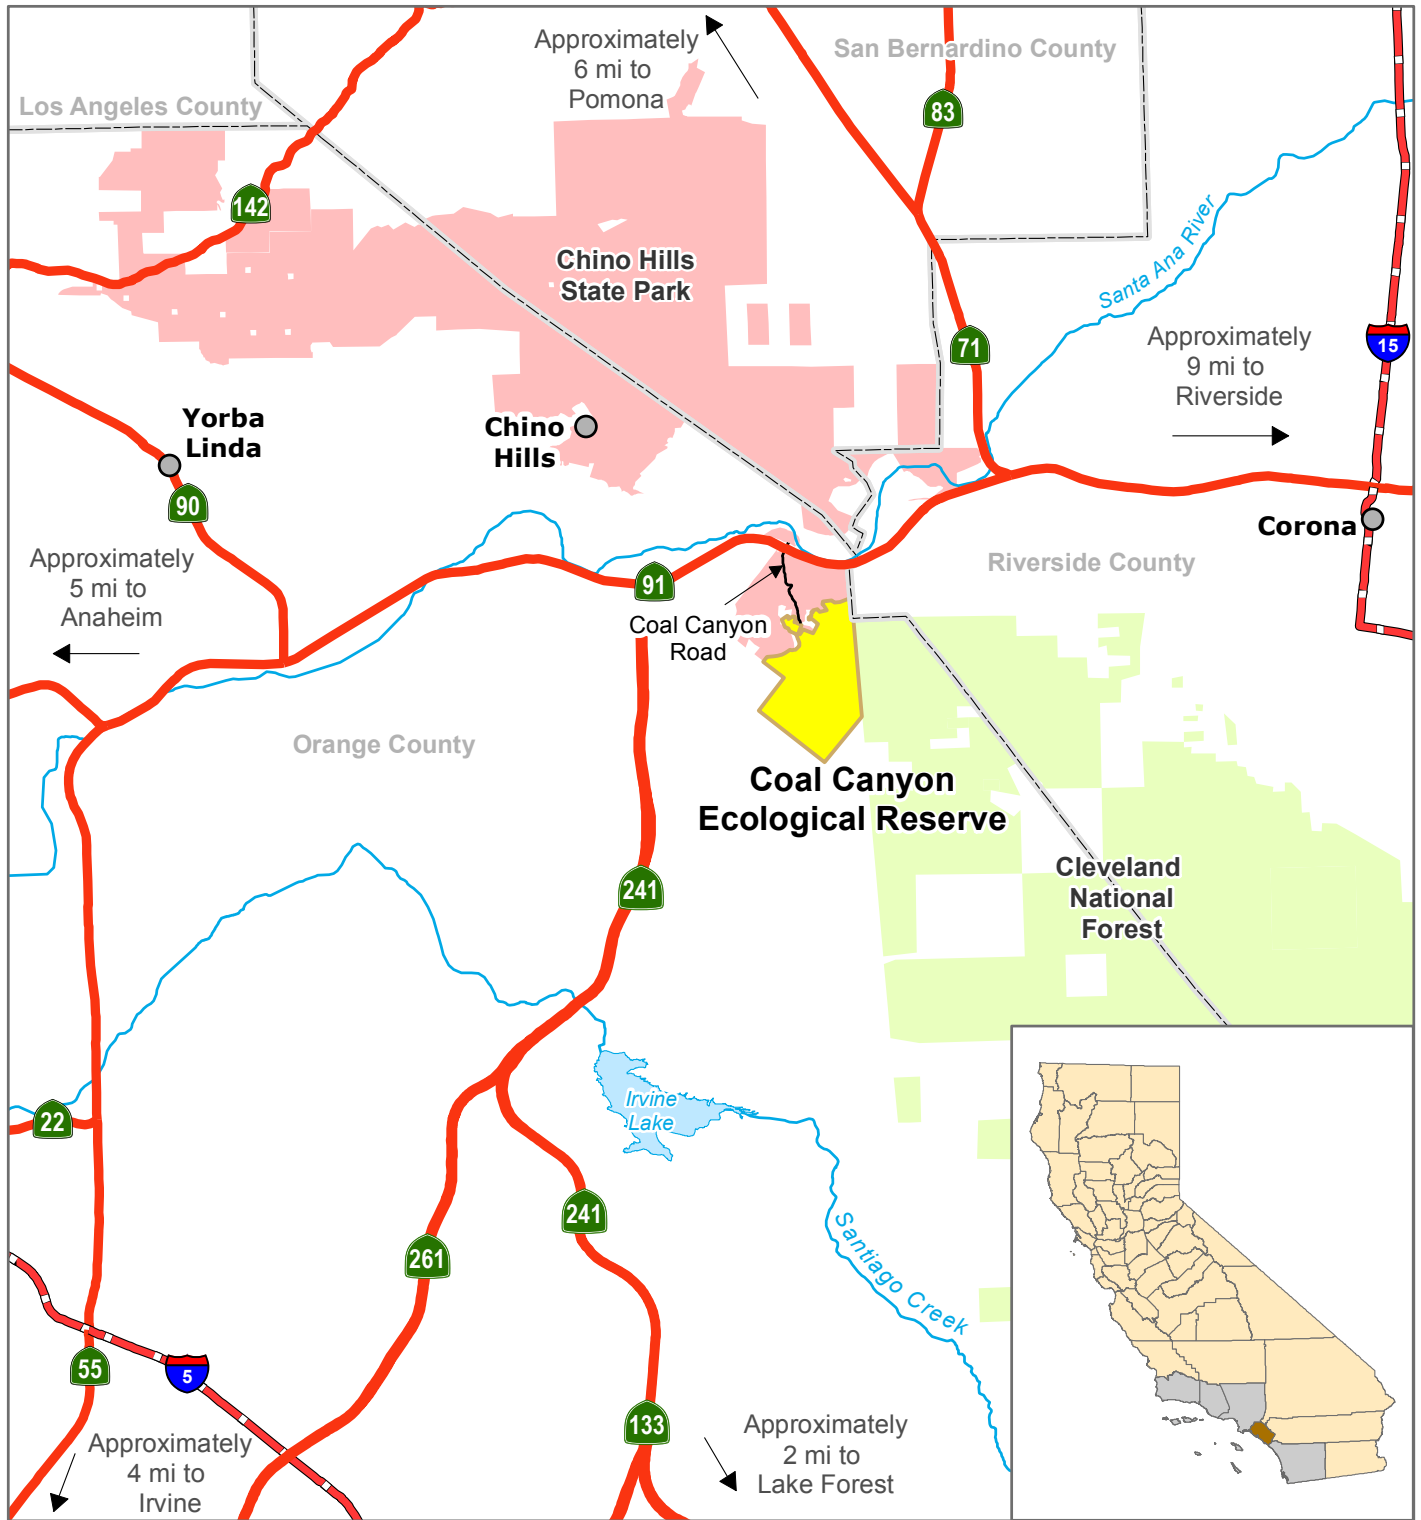 Approximately
6 mi to
Pomona
San Bernardino County
Los Angeles County
83
142
Santa Ana River
Chino Hills
State Park
71
15
Approximately
9 mi to
Riverside
Yorba
Linda
Chino
Hills
90
Corona
Approximately
5 mi to
Anaheim
91
Riverside County
Coal Canyon
Road
Orange County
Coal Canyon
Ecological Reserve
241
Cleveland
National
Forest
Irvine
Lake
22
241
261
Santiago Creek
55
5
133
Approximately
4 mi to
Irvine
Approximately
2 mi to
Lake Forest